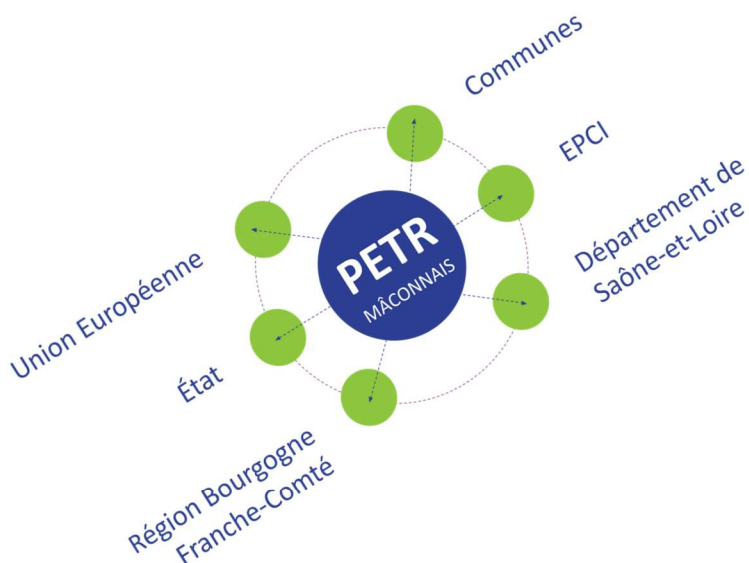 Communes
EPCI
Département de
Saône-et-Loire
PETR
MÂCONNAIS
Union Européenne
État
Région Bourgogne
Franche-Comté